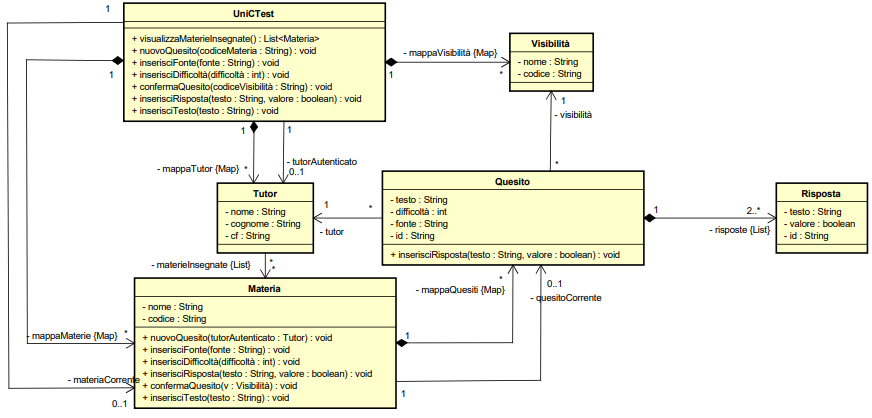 UniCTest
+ visualizzaMaterieInsegnate() : List<Materia>
+ nuovoQuesito(codiceMateria : String) : void
+ inserisciFonte(fonte : String) : void
+ inserisciDifficoltà(difficoltà : int) : void
+ confermaQuesito(codiceVisibilità : String) : void
+ inserisciRisposta(testo : String, valore : boolean) : void
+ inserisciTesto(testo : String) : void
1
1
1
- mappaVisibilità {Map}
*
Visibilità
- nome : String
- codice : String
1
- visibilità
*
1
1
- mappaTutor {Map}
*
- tutorAutenticato
0..1
Tutor
- nome : String
- cognome : String
- cf : String
1
*
- tutor
Quesito
- testo : String
- difficoltà : int
- fonte : String
- id : String
+ inserisciRisposta(testo : String, valore : boolean) : void
1
2..*
- risposte {List}
Risposta
- testo : String
- valore : boolean
- id : String
- materieInsegnate {List}
*
*
*
- mappaQuesiti {Map}
0..1
- quesitoCorrente
Materia
- nome : String
- codice : String
+ nuovoQuesito(tutorAutenticato : Tutor) : void
+ inserisciFonte(fonte : String) : void
+ inserisciDifficoltà(difficoltà : int) : void
+ inserisciRisposta(testo : String, valore : boolean) : void
+ confermaQuesito(v : Visibilità) : void
+ inserisciTesto(testo : String) : void
1
1
- mappaMaterie {Map}
*
- materiaCorrente
0..1